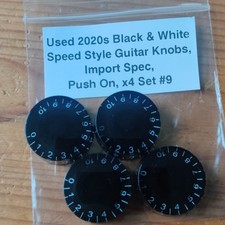 Used 2020s Black & White
Speed Style Guitar Knobs,
Import Spec,
Push On, x4 Set #9